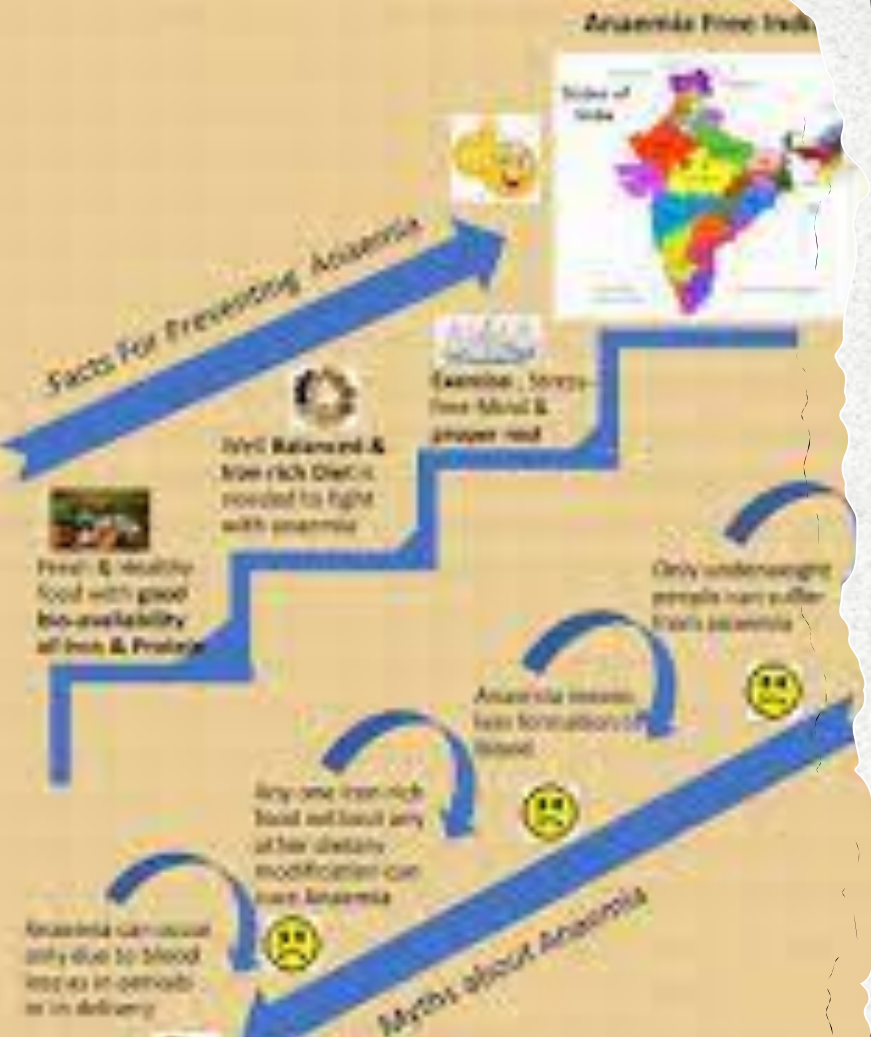 Anaemia Free Indi
States of
India
Facts For Preventing Anaemia
Exercise, Stress-
free Mind &
proper rest
Well Balanced &
Iron rich Diet is
needed to fight
with anaemia
Fresh & Healthy
food with good
bio-availability
of Iron & Protein
Only underweight
people can suffer
from anaemia
Anaemia means
less formation of
blood
Any one iron rich
food without any
other dietary
modification can
cure Anaemia
Anaemia can occur
only due to blood
loss as in periods
or in delivery
Myths about Anaemia